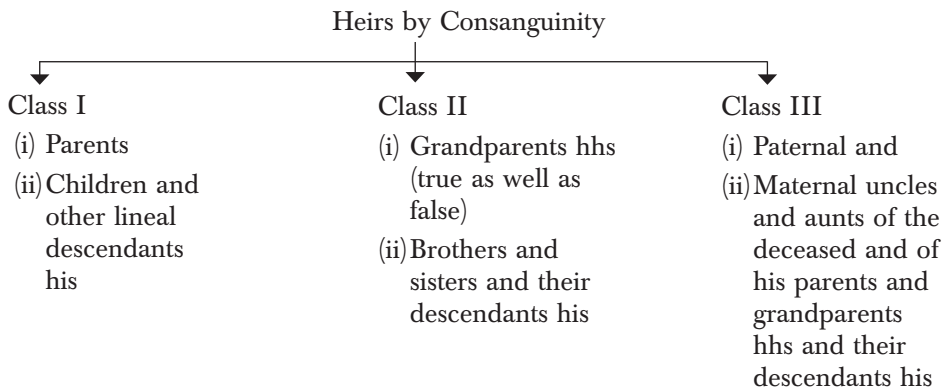 Heirs by Consanguinity
Class I
(i) Parents
(ii) Children and
other lineal
descendants
his
Class II
(i) Grandparents hhs
(true as well as
false)
(ii) Brothers and
sisters and their
descendants his
Class III
(i) Paternal and
(ii) Maternal uncles
and aunts of the
deceased and of
his parents and
grandparents
hhs and their
descendants his